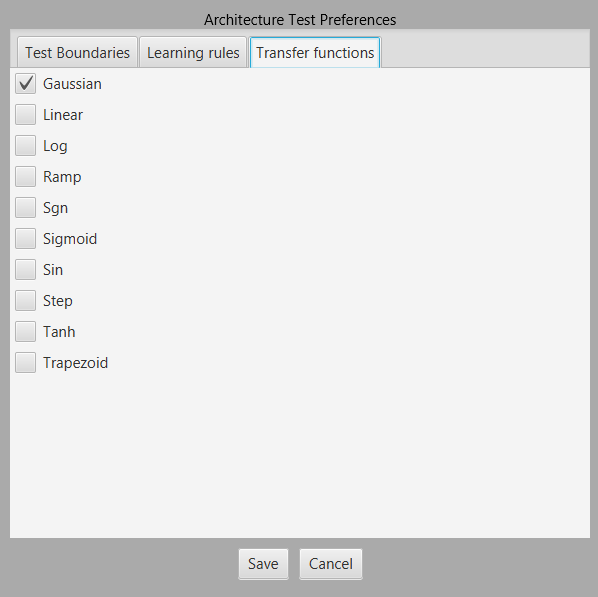 Architecture Test Preferences
Test Boundaries Learning rules Transfer functions
Gaussian
Linear
Log
Ramp
Sgn
Sigmoid
Sin
Step
Tanh
Trapezoid
Save Cancel